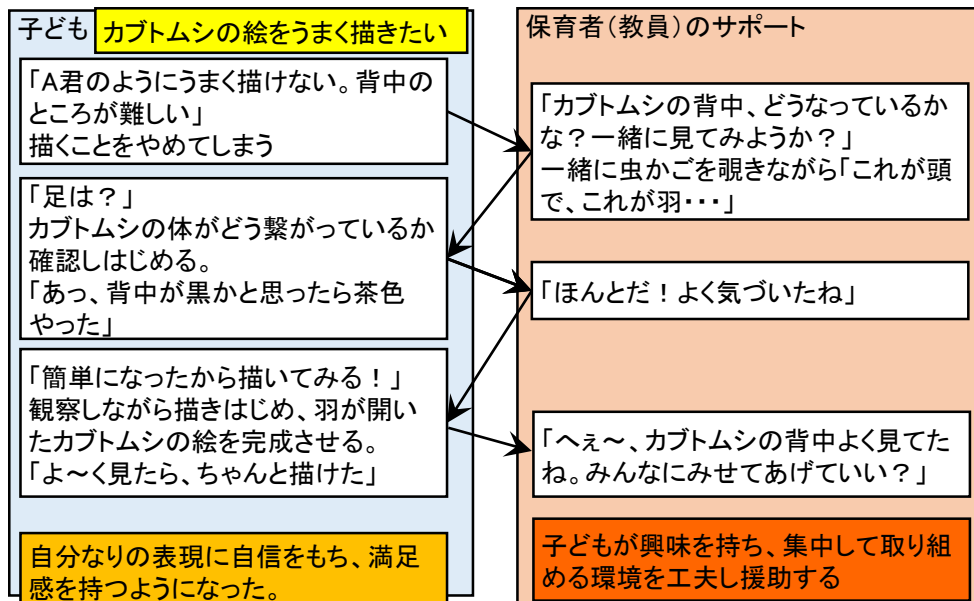 子ども
カブトムシの絵をうまく描きたい
「A君のようにうまく描けない。背中の
ところが難しい」
描くことをやめてしまう
「足は？」
カブトムシの体がどう繋がっているか
確認しはじめる。
「あっ、背中が黒かと思ったら茶色
やった」
「簡単になったから描いてみる！」
観察しながら描きはじめ、羽が開い
たカブトムシの絵を完成させる。
「よ～く見たら、ちゃんと描けた」
自分なりの表現に自信をもち、満足
感を持つようになった。
保育者（教員）のサポート
「カブトムシの背中、どうなっているか
な？一緒に見てみようか？」
一緒に虫かごを覗きながら「これが頭
で、これが羽・・・」
「ほんとだ！よく気づいたね」
「へぇ～、カブトムシの背中よく見てた
ね。みんなにみせてあげていい？」
子どもが興味を持ち、集中して取り組
める環境を工夫し援助する